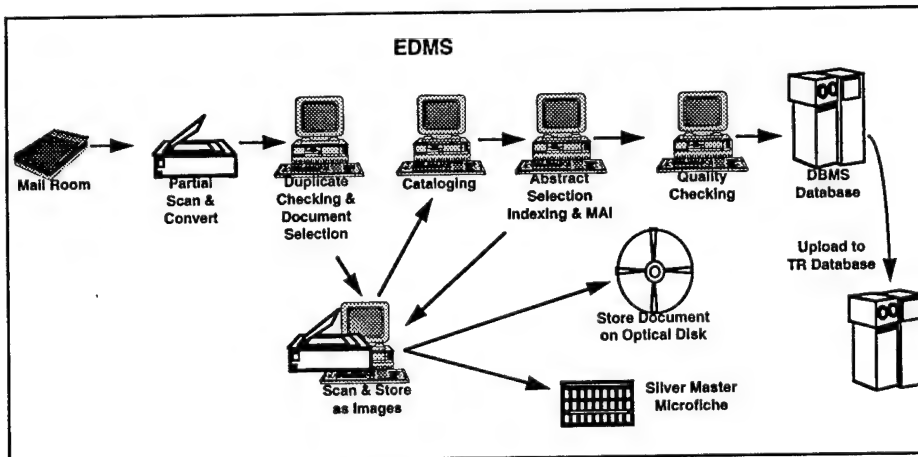 EDMS
Mail Room
Partial
Scan &
Convert
Duplicate
Checking &
Document
Selection
Cataloging
Abstract
Selection
Indexing & MAI
Quality
Checking
DBMS
Database
Upload to
TR Database
Scan & Store
as Images
Store Document
on Optical Disk
Silver Master
Microfiche